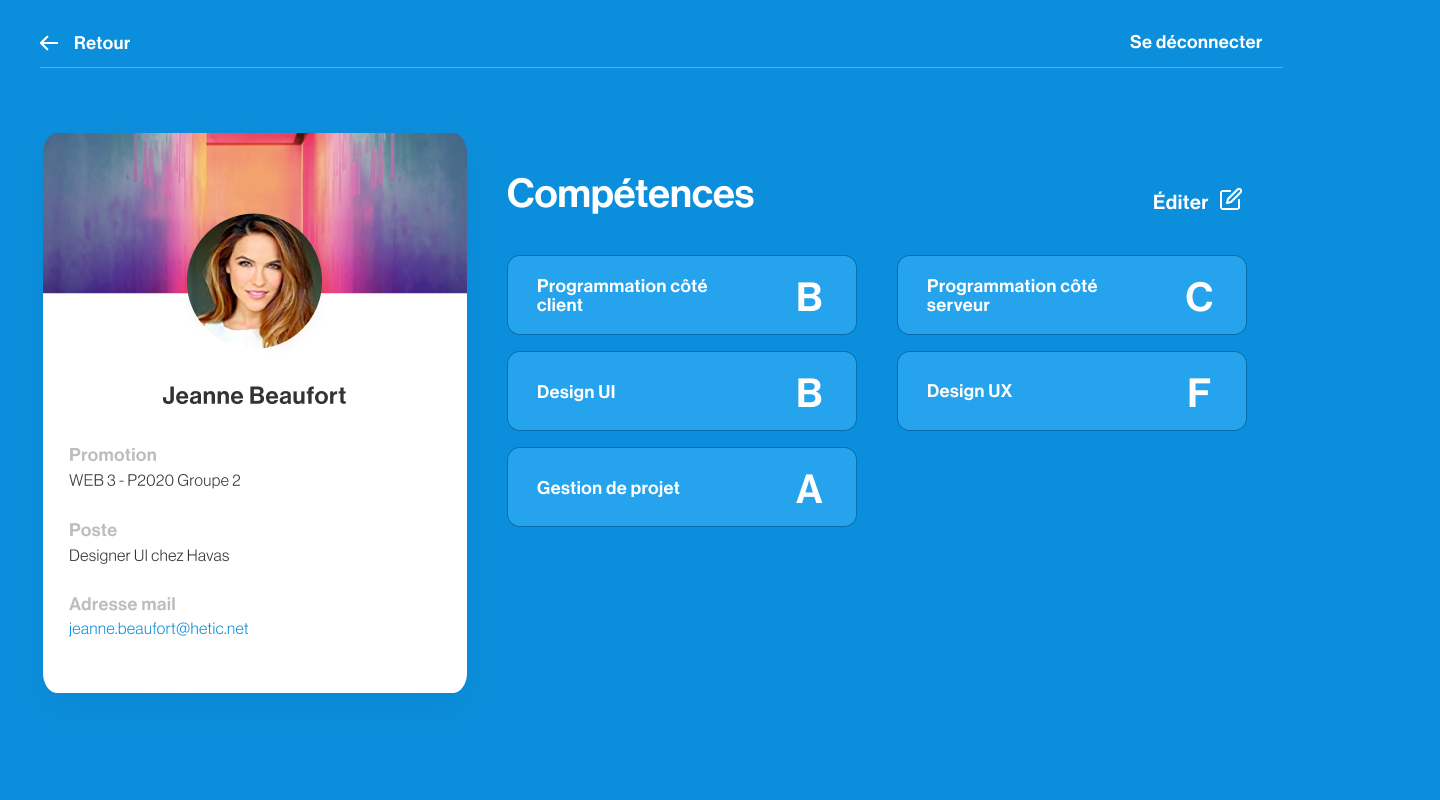 Retour
Se déconnecter
Jeanne Beaufort
Promotion
WEB 3 - P2020 Groupe 2
Poste
Designer UI chez Havas
Adresse mail
jeanne.beaufort@hetic.net
Compétences
Éditer
Programmation côté
client
B
Programmation côté
serveur
C
Design UI
B
Design UX
F
Gestion de projet
A